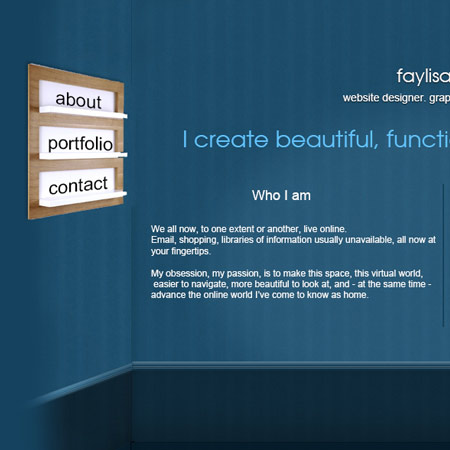 about
portfolio
contact
faylisa
website designer. grap
I create beautiful, functi
Who I am
We all now, to one extent or another, live online.
Email, shopping, libraries of information usually unavailable, all now at
your fingertips.
My obsession, my passion, is to make this space, this virtual world,
easier to navigate, more beautiful to look at, and - at the same time -
advance the online world I've come to know as home.